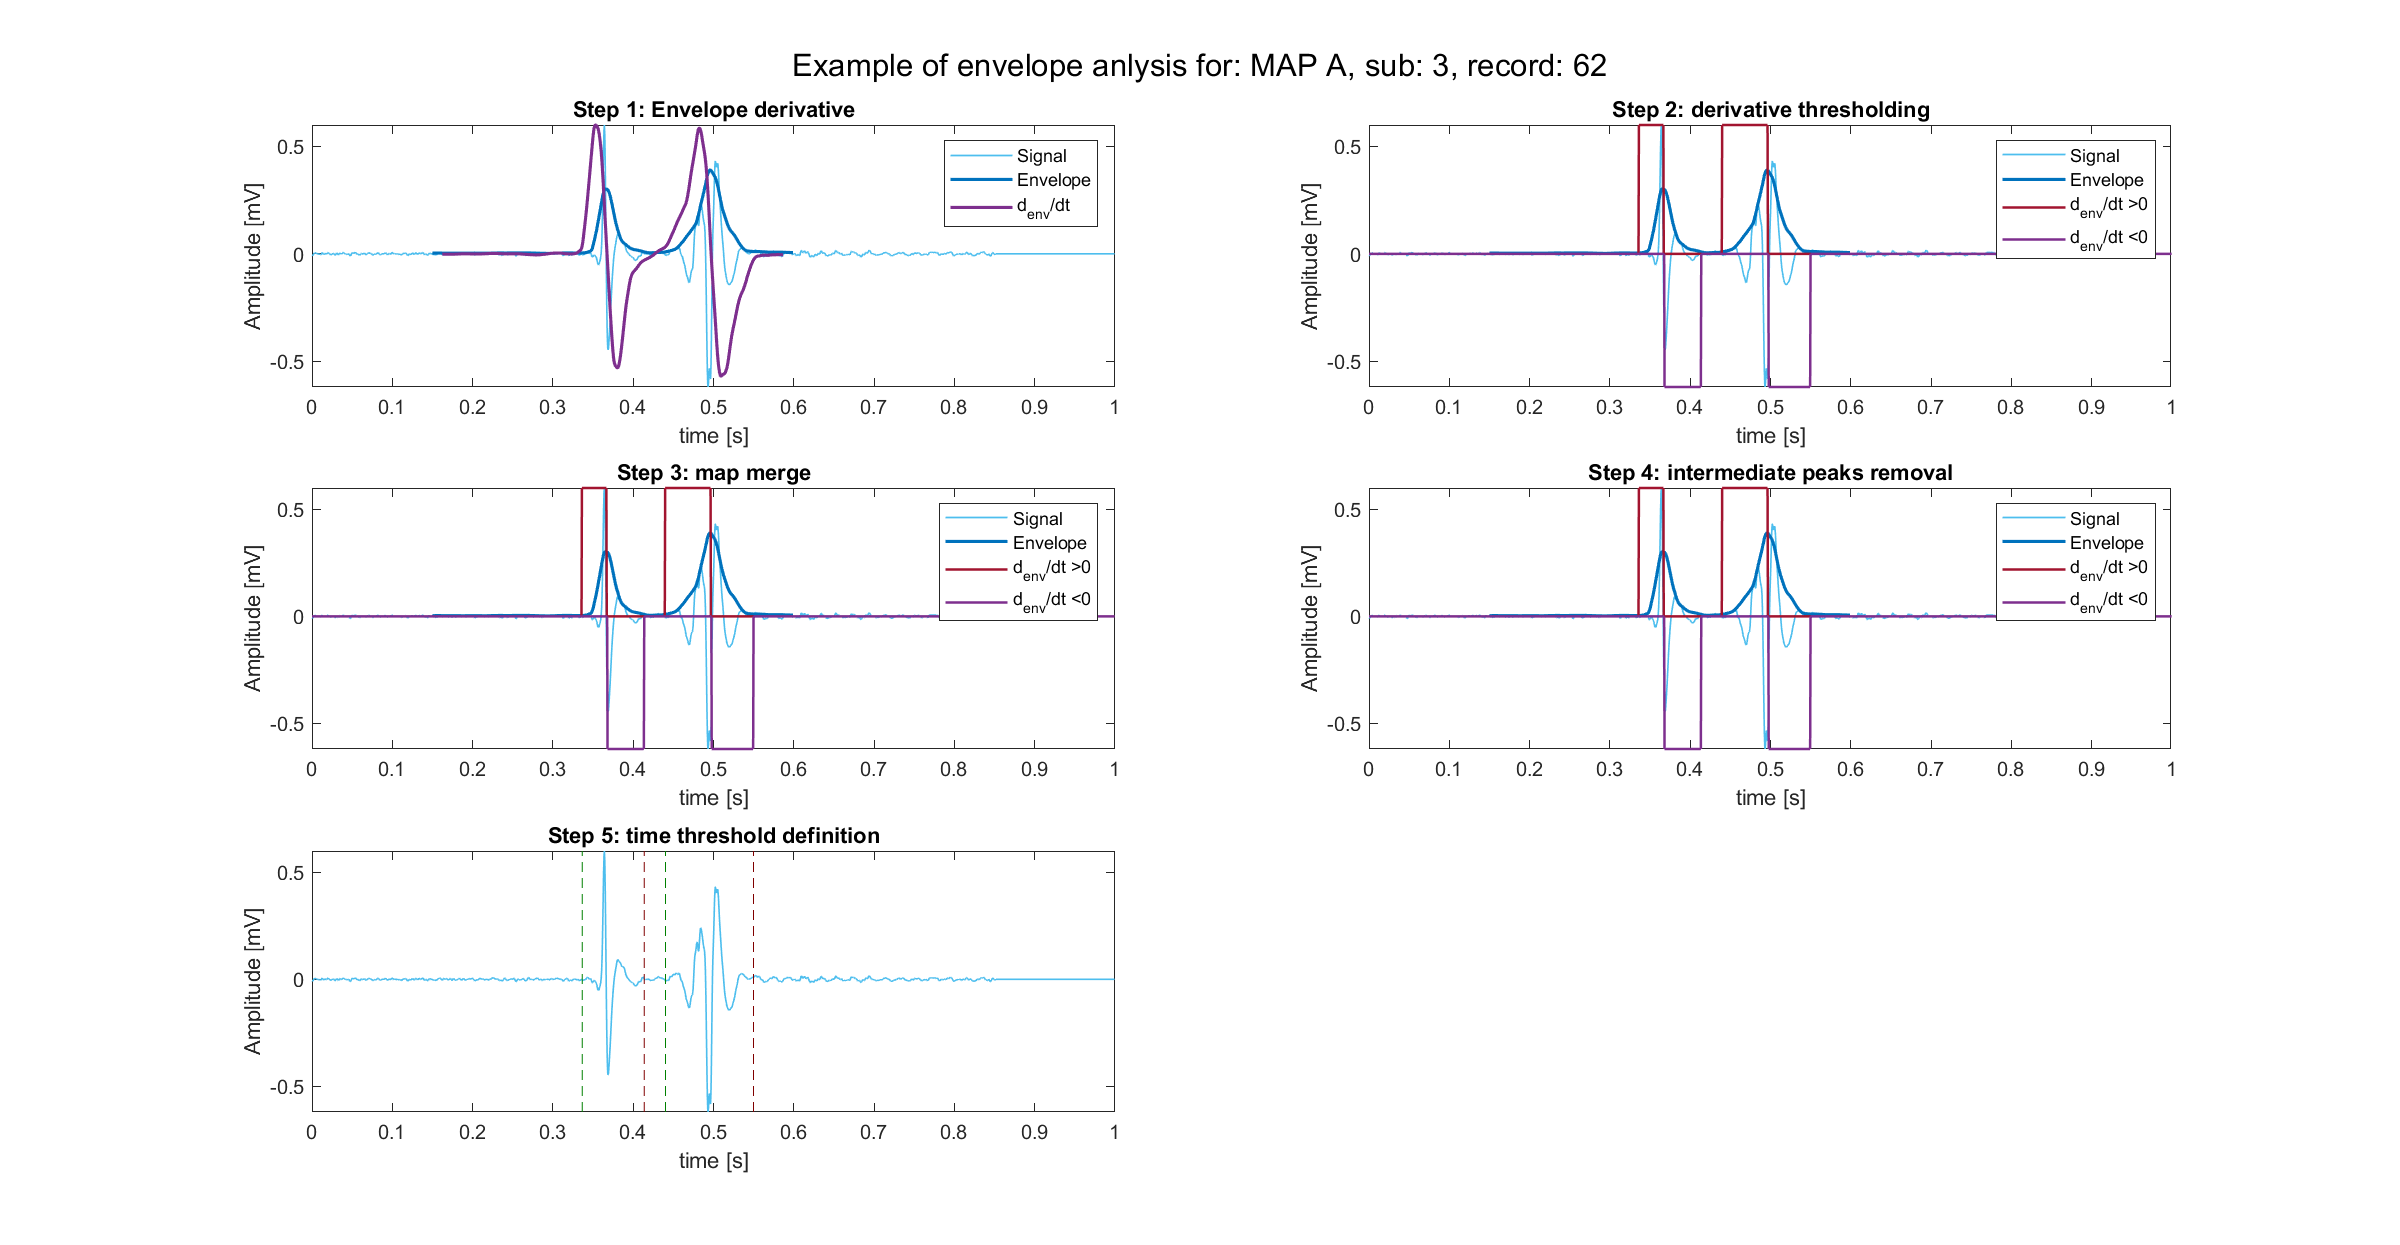 Example of envelope anlysis for: MAP A, sub: 3, record: 62
Step 1: Envelope derivative
0.5
0
-0.5
Amplitude [mV]
Signal
Envelope
d_env/dt
0 0.1 0.2 0.3 0.4 0.5 0.6 0.7 0.8 0.9 1
time [s]
Step 2: derivative thresholding
0.5
0
-0.5
Amplitude [mV]
Signal
Envelope
d_env/dt >0
d_env/dt <0
0 0.1 0.2 0.3 0.4 0.5 0.6 0.7 0.8 0.9 1
time [s]
Step 3: map merge
0.5
0
-0.5
Amplitude [mV]
Signal
Envelope
d_env/dt >0
d_env/dt <0
0 0.1 0.2 0.3 0.4 0.5 0.6 0.7 0.8 0.9 1
time [s]
Step 4: intermediate peaks removal
0.5
0
-0.5
Amplitude [mV]
Signal
Envelope
d_env/dt >0
d_env/dt <0
0 0.1 0.2 0.3 0.4 0.5 0.6 0.7 0.8 0.9 1
time [s]
Step 5: time threshold definition
0.5
0
-0.5
Amplitude [mV]
0 0.1 0.2 0.3 0.4 0.5 0.6 0.7 0.8 0.9 1
time [s]